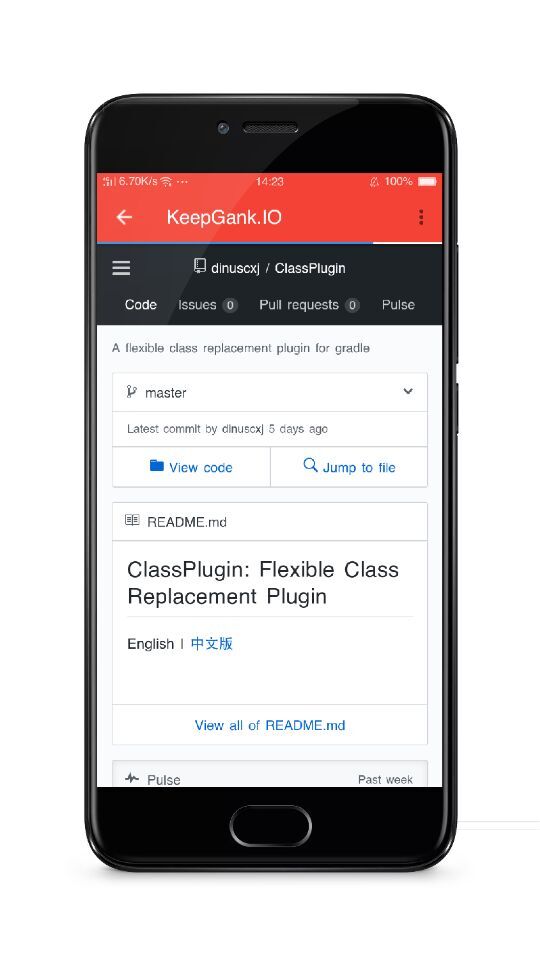 6.70K/s ··· 14:23 100%
KeepGank.IO
dinuscxj / ClassPlugin
Code Issues 0 Pull requests 0 Pulse
A flexible class replacement plugin for gradle
master
Latest commit by dinuscxj 5 days ago
View code Jump to file
README.md
ClassPlugin: Flexible Class
Replacement Plugin
English | 中文版
View all of README.md
Pulse Past week